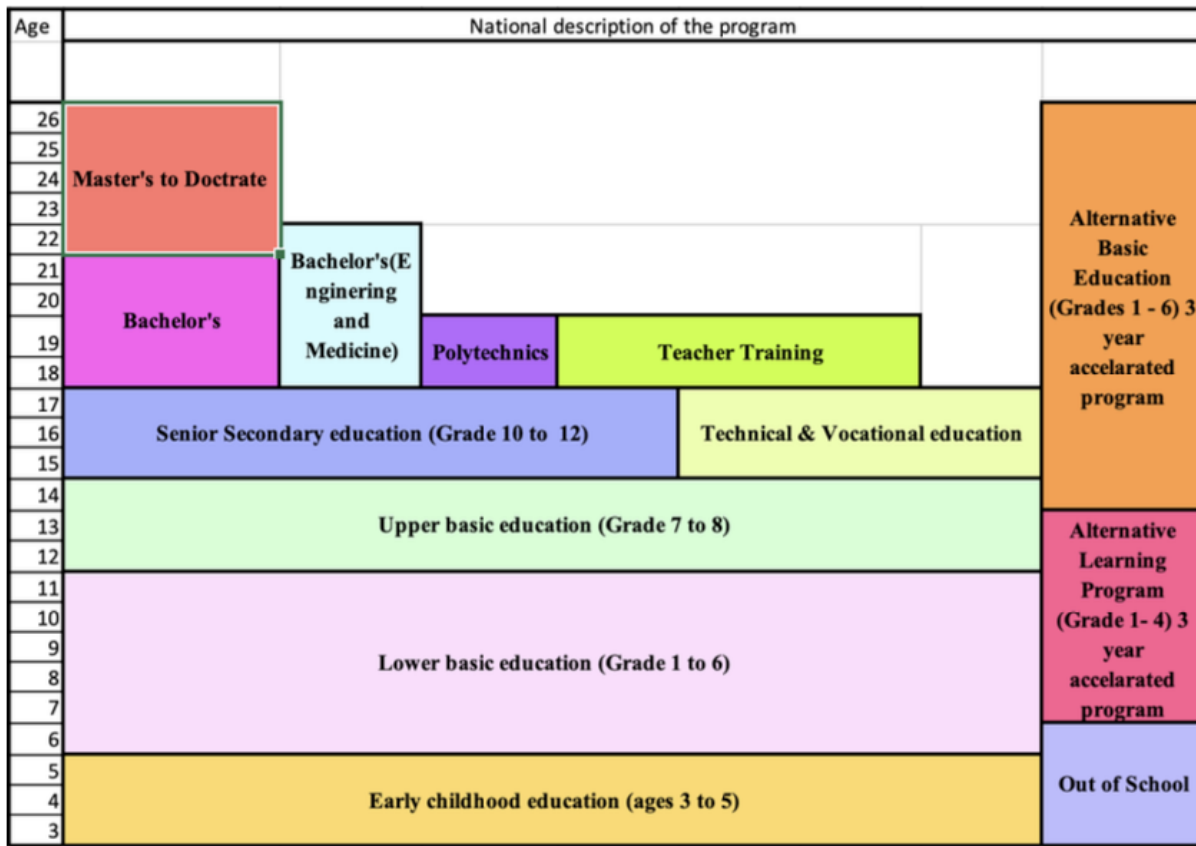 Age
National description of the program
26
25
24
23
22
21
20
19
18
17
16
15
14
13
12
11
10
9
8
7
6
5
4
3
Master's to Doctrate
Bachelor's
Bachelor's(E
nginering
and
Medicine)
Polytechnics
Teacher Training
Senior Secondary education (Grade 10 to 12)
Technical & Vocational education
Upper basic education (Grade 7 to 8)
Lower basic education (Grade 1 to 6)
Early childhood education (ages 3 to 5)
Alternative
Basic
Education
(Grades 1 - 6) 3
year
accelarated
program
Alternative
Learning
Program
(Grade 1- 4) 3
year
accelarated
program
Out of School